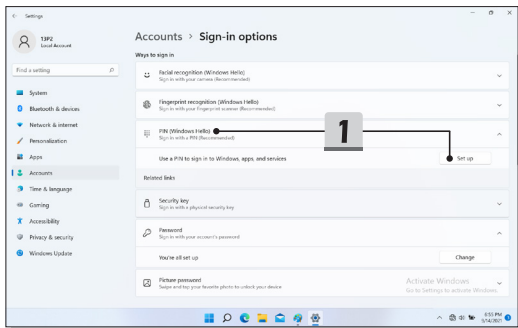 Settings
13P2
Local Account
Find a setting
System
Bluetooth & devices
Network & internet
Personalization
Apps
Accounts
Time & language
Gaming
Accessibility
Privacy & security
Windows Update
Accounts > Sign-in options
Ways to sign in
Facial recognition (Windows Hello)
Sign in with your camera (Recommended)
Fingerprint recognition (Windows Hello)
Sign in with your fingerprint scanner (Recommended)
PIN (Windows Hello)
Sign in with a PIN (Recommended)
1
Use a PIN to sign in to Windows, apps, and services
Set up
Related links
Security key
Sign in with a physical security key
Password
Sign in with your account's password
You're all set up
Change
Picture password
Swipe and tap your favorite photo to unlock your device
Activate Windows
Go to Settings to activate Windows.
6:55 PM
5/14/2021